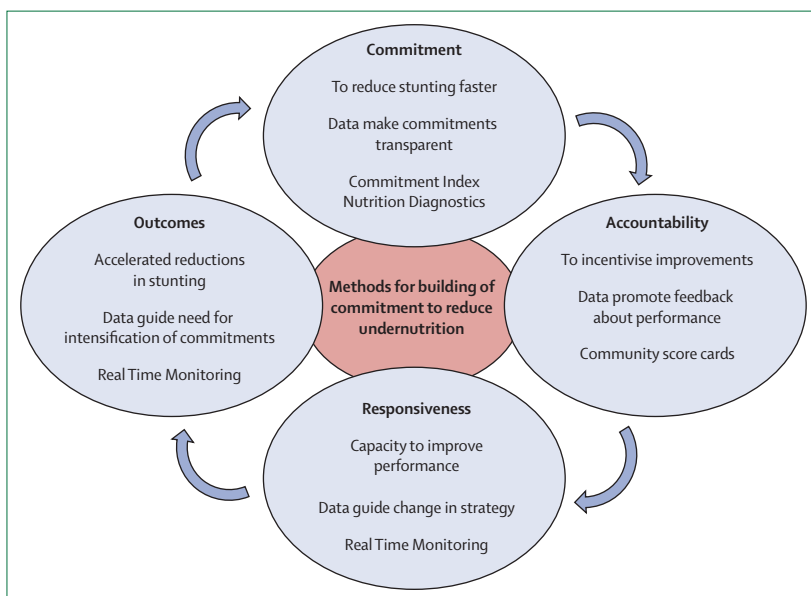 Commitment
To reduce stunting faster
Data make commitments
transparent
Commitment Index
Nutrition Diagnostics
Accountability
To incentivise improvements
Data promote feedback
about performance
Community score cards
Responsiveness
Capacity to improve
performance
Data guide change in strategy
Real Time Monitoring
Outcomes
Accelerated reductions
in stunting
Data guide need for
intensification of commitments
Real Time Monitoring
Methods for building of
commitment to reduce
undernutrition